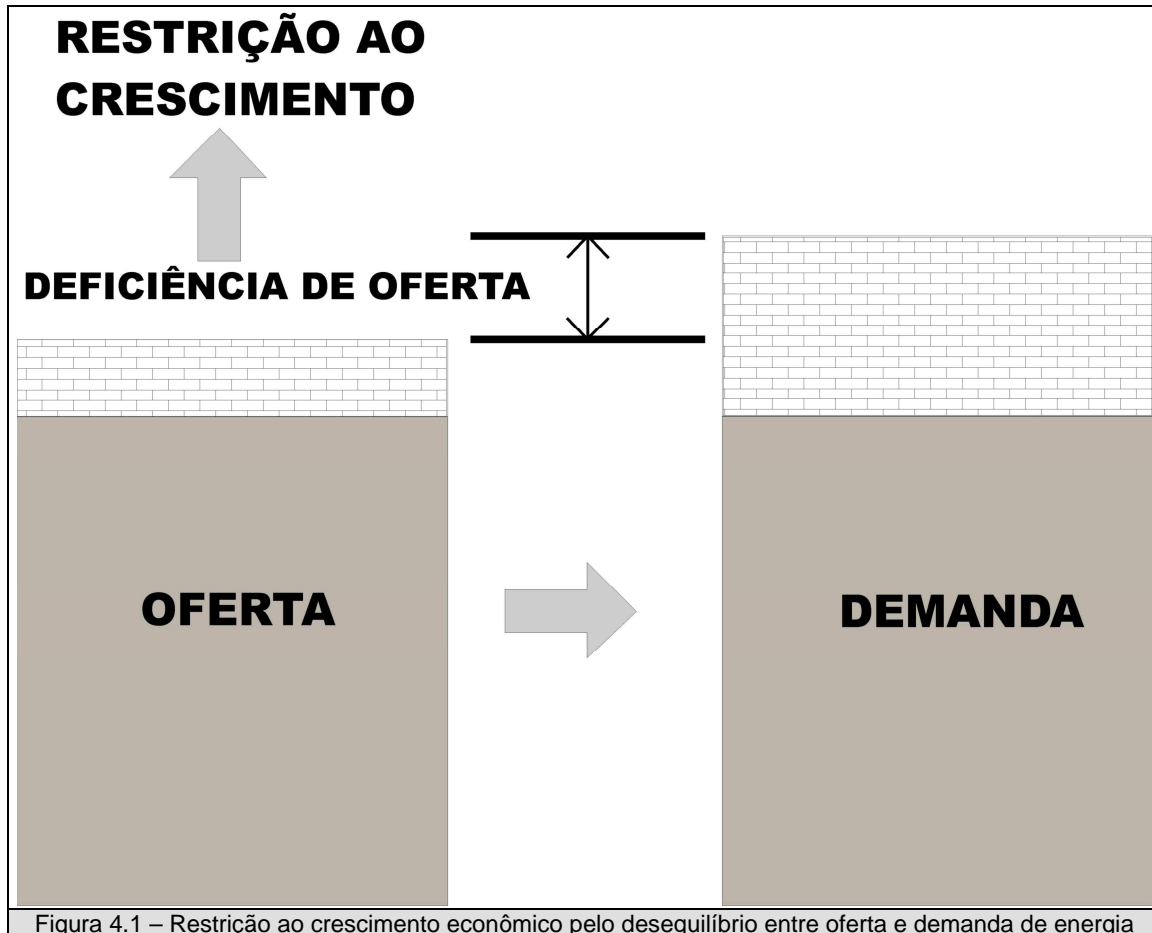 RESTRIÇÃO AO
CRESCIMENTO
DEFICIÊNCIA DE OFERTA
OFERTA
DEMANDA
Figura 4.1 – Restrição ao crescimento econômico pelo desequilíbrio entre oferta e demanda de energia